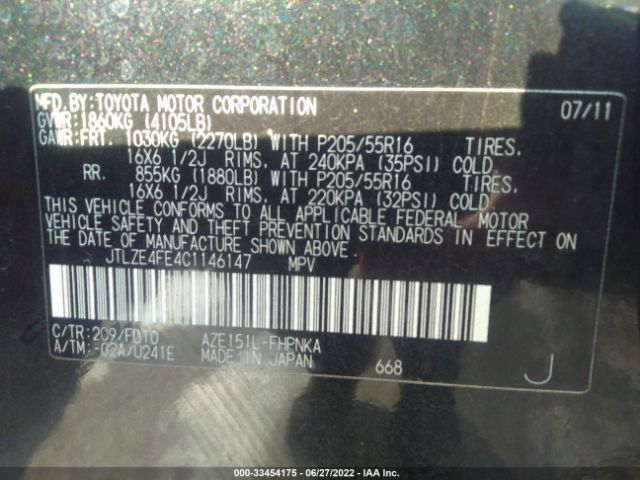 MFD.BY:TOYOTA MOTOR CORPORATION 07/11
GVWR:1860KG (4105LB)
GAWR:FRT. 1030KG (2270LB) WITH P205/55R16 TIRES.
16X6 1/2J RIMS. AT 240KPA (35PSI) COLD.
RR. 855KG (1880LB) WITH P205/55R16 TIRES.
16X6 1/2J RIMS. AT 220KPA (32PSI) COLD.
THIS VEHICLE CONFORMS TO ALL APPLICABLE FEDERAL MOTOR
VEHICLE SAFETY AND THEFT PREVENTION STANDARDS IN EFFECT ON
THE DATE OF MANUFACTURE SHOWN ABOVE.
JTLZE4FE4C1146147 MPV
C/TR:209/FD10 AZE151L-FHPNKA
A/TM:-02A/U241E MADE IN JAPAN 668 J
000-33454175 - 06/27/2022 - IAA Inc.